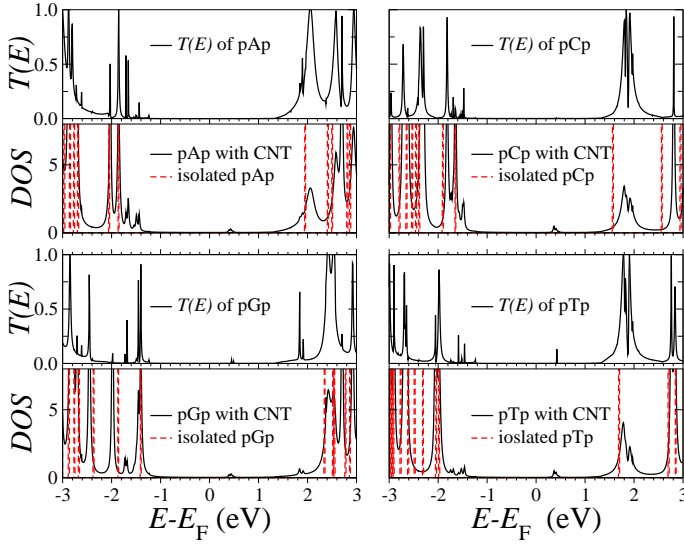 T(E)
1.0
0.5
0.0
T(E) of pAp
T(E) of pCp
DOS
5
0
pAp with CNT
isolated pAp
pCp with CNT
isolated pCp
T(E)
1.0
0.5
0.0
T(E) of pGp
T(E) of pTp
DOS
5
0
pGp with CNT
isolated pGp
pTp with CNT
ioslated pTp
-3 -2 -1 0 1 2 3
-3 -2 -1 0 1 2 3
E-E_F (eV)
E-E_F (eV)